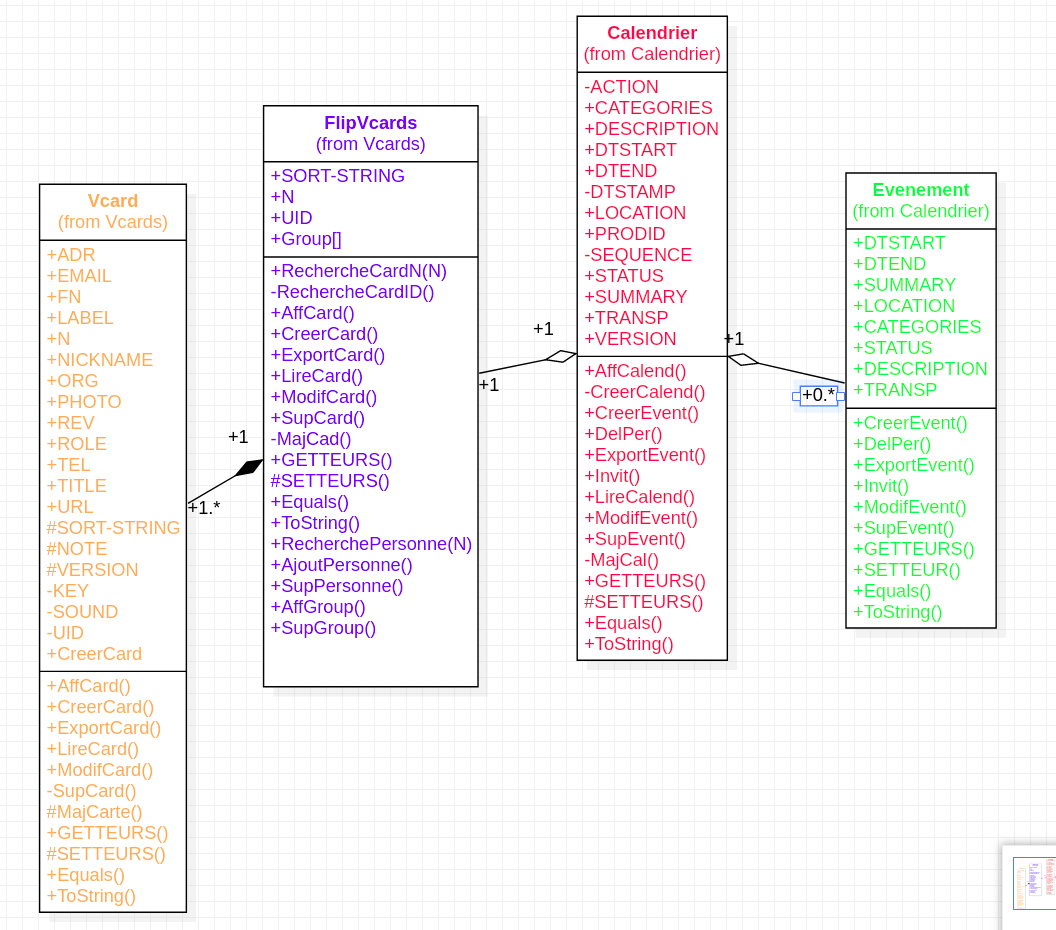 Vcard
(from Vcards)
+ADR
+EMAIL
+FN
+LABEL
+N
+NICKNAME
+ORG
+PHOTO
+REV
+ROLE
+TEL
+TITLE
+URL
#SORT-STRING
#NOTE
#VERSION
-KEY
-SOUND
-UID
+CreerCard
+AffCard()
+CreerCard()
+ExportCard()
+LireCard()
+ModifCard()
-SupCard()
#MajCarte()
+GETTEURS()
#SETTEURS()
+Equals()
+ToString()
+1
+1.*
FlipVcards
(from Vcards)
+SORT-STRING
+N
+UID
+Group[]
+RechercheCardN(N)
-RechercheCardID()
+AffCard()
+CreerCard()
+ExportCard()
+LireCard()
+ModifCard()
+SupCard()
-MajCad()
+GETTEURS()
#SETTEURS()
+Equals()
+ToString()
+RecherchePersonne(N)
+AjoutPersonne()
+SupPersonne()
+AffGroup()
+SupGroup()
+1
+1
Calendrier
(from Calendrier)
-ACTION
+CATEGORIES
+DESCRIPTION
+DTSTART
+DTEND
-DTSTAMP
+LOCATION
+PRODID
-SEQUENCE
+STATUS
+SUMMARY
+TRANSP
+VERSION
+AffCalend()
-CreerCalend()
+CreerEvent()
+DelPer()
+ExportEvent()
+Invit()
+LireCalend()
+ModifEvent()
+SupEvent()
-MajCal()
+GETTEURS()
#SETTEURS()
+Equals()
+ToString()
+1
+0.*
Evenement
(from Calendrier)
+DTSTART
+DTEND
+SUMMARY
+LOCATION
+CATEGORIES
+STATUS
+DESCRIPTION
+TRANSP
+CreerEvent()
+DelPer()
+ExportEvent()
+Invit()
+ModifEvent()
+SupEvent()
+GETTEURS()
+SETTEUR()
+Equals()
+ToString()